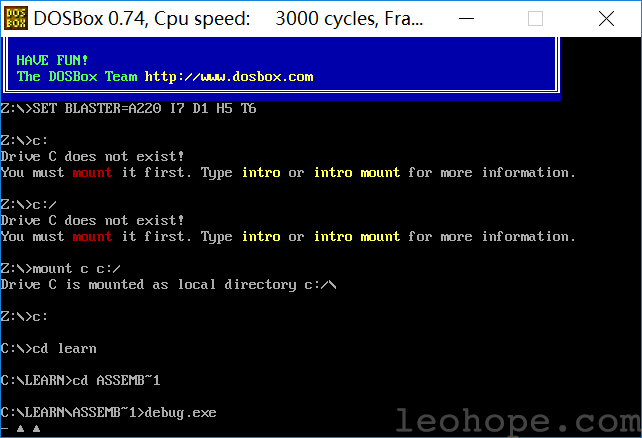 DOS
BOX
DOSBox 0.74, Cpu speed:    3000 cycles, Fra...
HAVE FUN!
The DOSBox Team http://www.dosbox.com
Z:\>SET BLASTER=A220 I7 D1 H5 T6
Z:\>c:
Drive C does not exist!
You must mount it first. Type intro or intro mount for more information.
Z:\>c:/
Drive C does not exist!
You must mount it first. Type intro or intro mount for more information.
Z:\>mount c c:/
Drive C is mounted as local directory c:/\
Z:\>c:
C:\>cd learn
C:\LEARN>cd ASSEMB~1
C:\LEARN\ASSEMB~1>debug.exe
- ▲ ▲
leohope.com